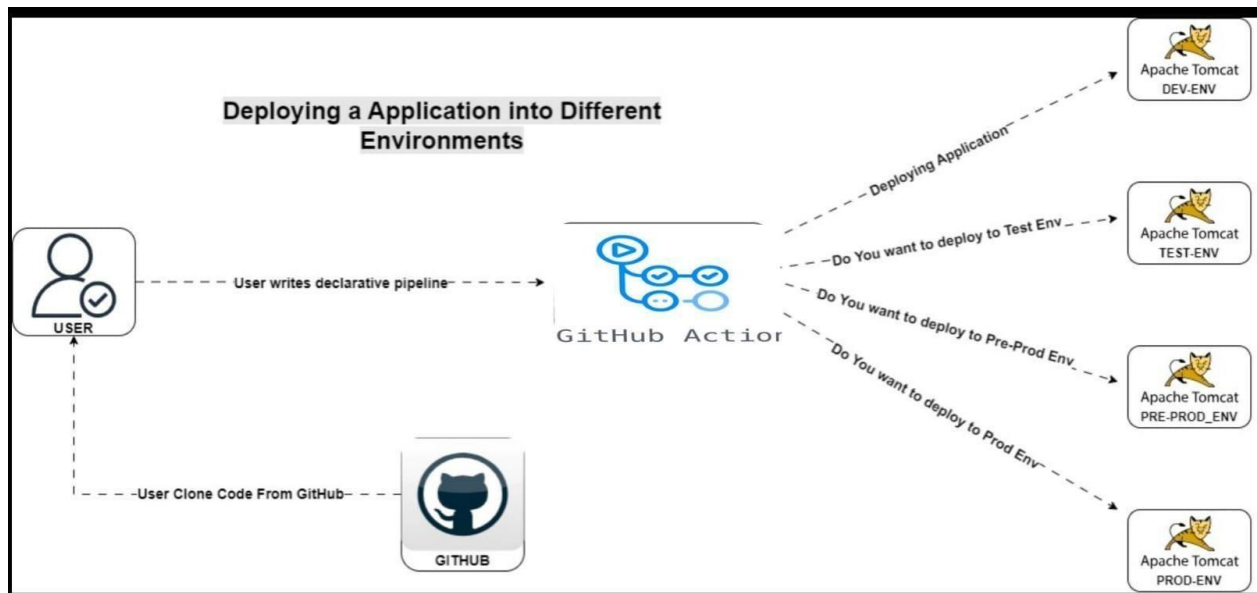 Deploying a Application into Different
Environments
Apache Tomcat
DEV-ENV
Deploying Application
Apache Tomcat
TEST-ENV
Do You want to deploy to Test Env
User writes declarative pipeline
USER
GitHub Action
Do You want to deploy to Pre-Prod Env
Apache Tomcat
PRE-PROD_ENV
Do You want to deploy to Prod Env
User Clone Code From GitHub
GITHUB
Apache Tomcat
PROD-ENV